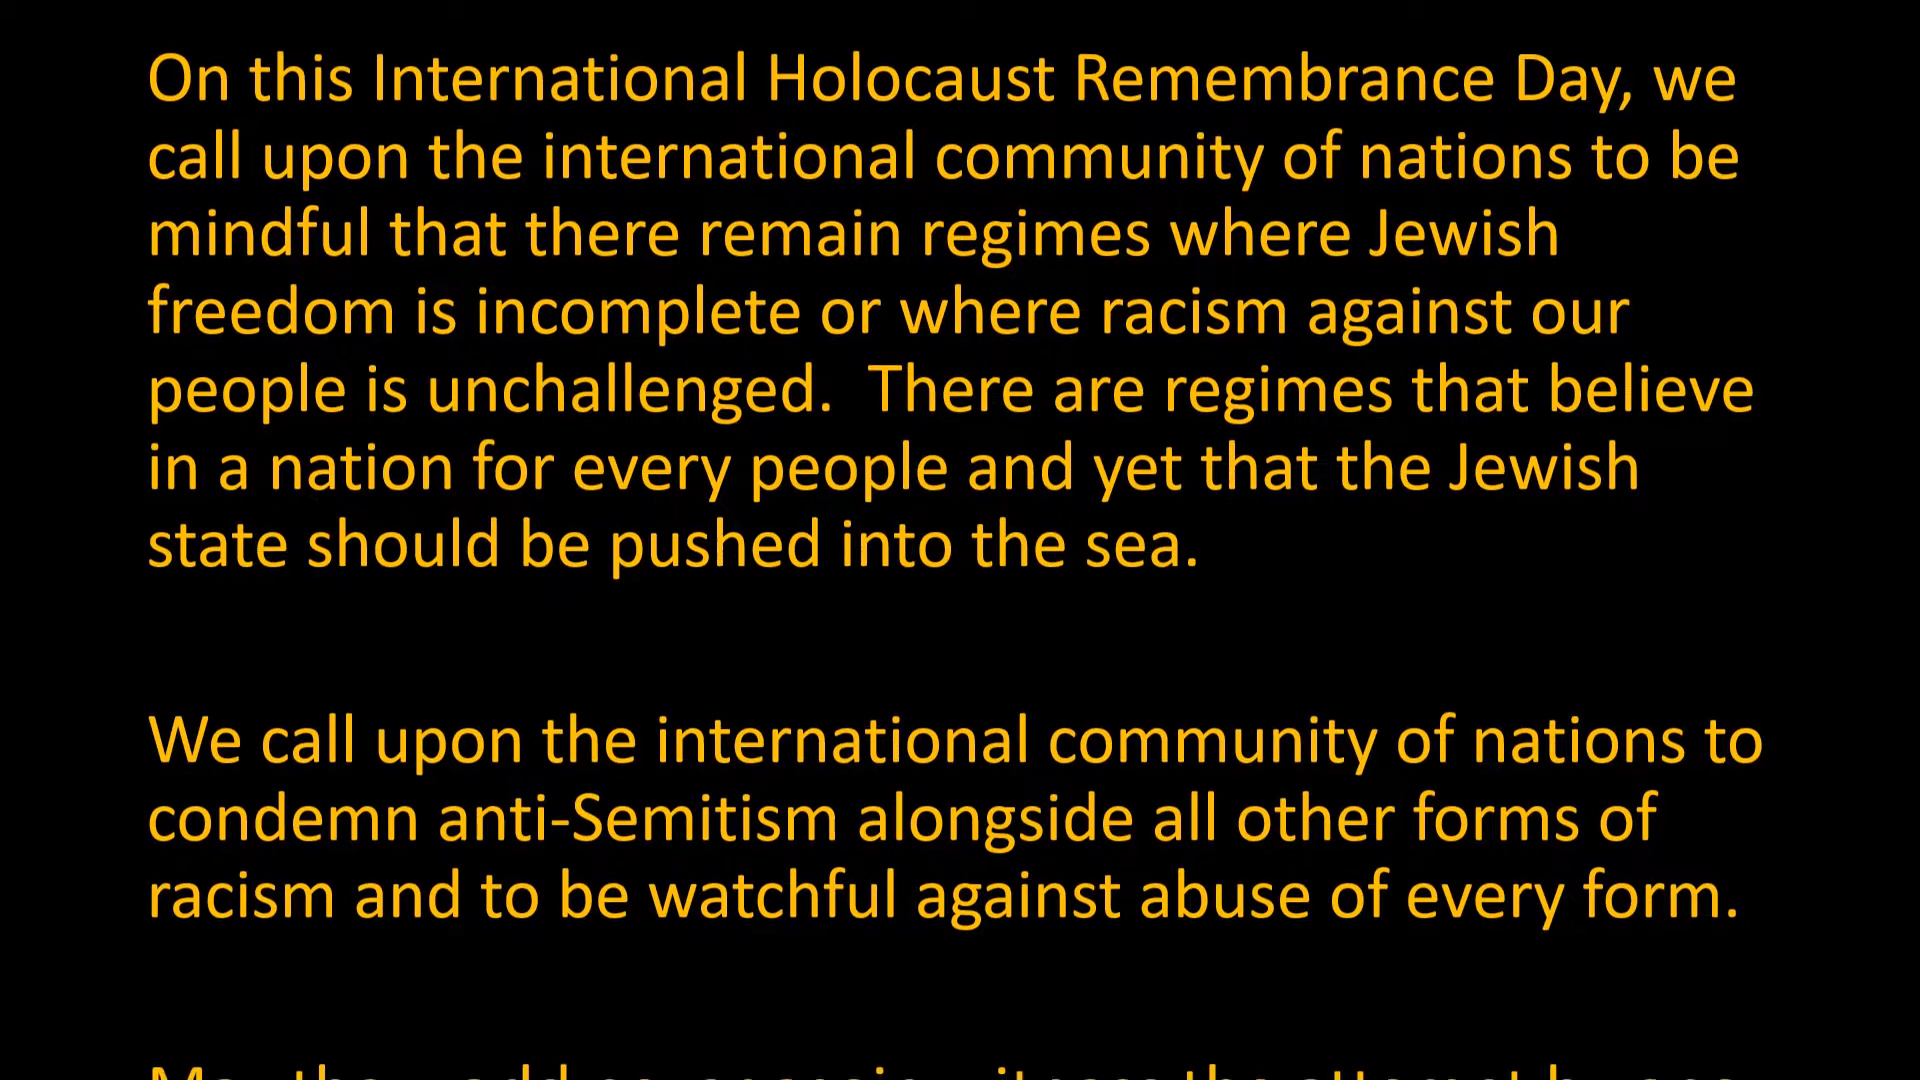 On this International Holocaust Remembrance Day, we
call upon the international community of nations to be
mindful that there remain regimes where Jewish
freedom is incomplete or where racism against our
people is unchallenged.  There are regimes that believe
in a nation for every people and yet that the Jewish
state should be pushed into the sea.
We call upon the international community of nations to
condemn anti-Semitism alongside all other forms of
racism and to be watchful against abuse of every form.